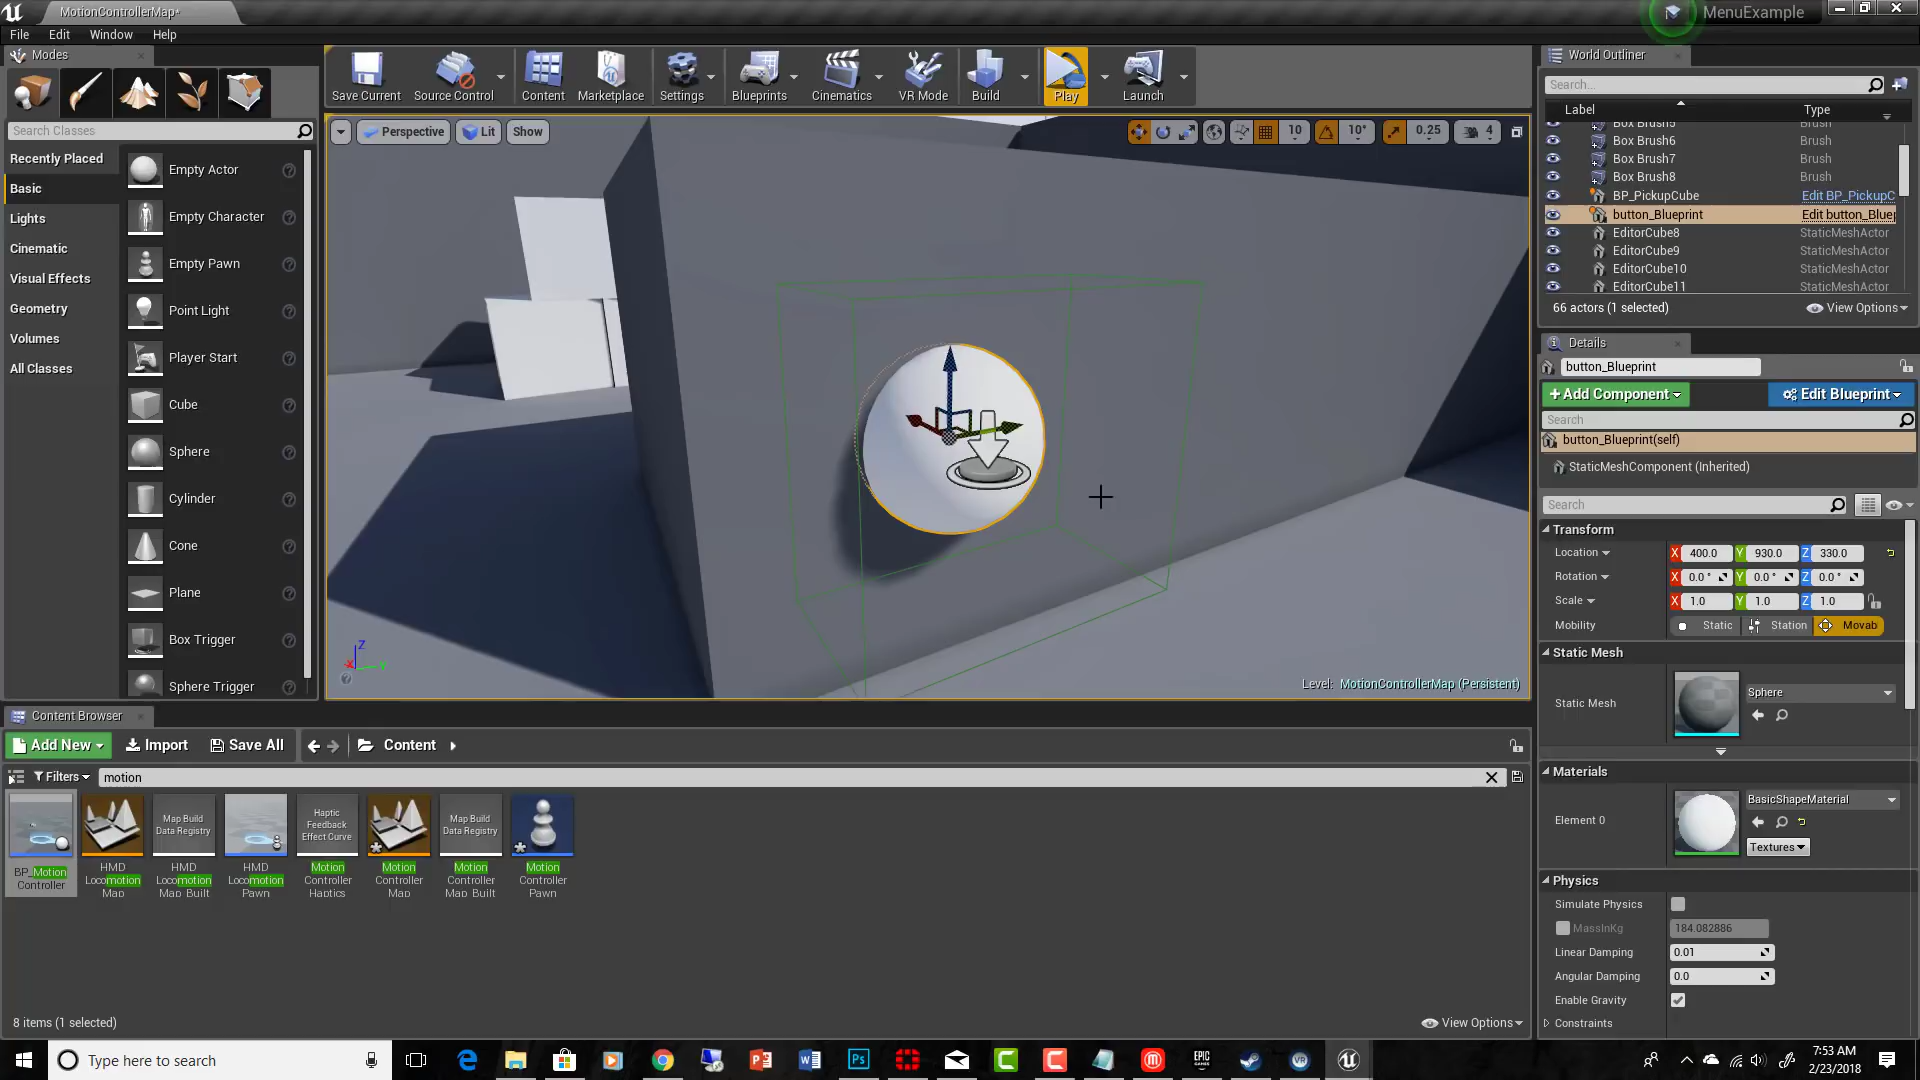 MotionControllerMap*
MenuExample
File Edit Window Help
Modes
Search Classes
Recently Placed
Basic
Lights
Cinematic
Visual Effects
Geometry
Volumes
All Classes
Empty Actor
Empty Character
Empty Pawn
Point Light
Player Start
Cube
Sphere
Cylinder
Cone
Plane
Box Trigger
Sphere Trigger
Save Current Source Control Content Marketplace Settings Blueprints Cinematics VR Mode Build Play Launch
Perspective Lit Show
10 10° 0.25 4
Z
X
Level: MotionControllerMap (Persistent)
World Outliner
Search...
Label Type
Box Brush5 Brush
Box Brush6 Brush
Box Brush7 Brush
Box Brush8 Brush
BP_PickupCube Edit BP_PickupC
button_Blueprint Edit button_Bluep
EditorCube8 StaticMeshActor
EditorCube9 StaticMeshActor
EditorCube10 StaticMeshActor
EditorCube11 StaticMeshActor
66 actors (1 selected) View Options
Details
button_Blueprint
+Add Component Edit Blueprint
Search
button_Blueprint(self)
StaticMeshComponent (Inherited)
Search
Transform
Location X 400.0 Y 930.0 Z 330.0
Rotation X 0.0 ° Y 0.0 ° Z 0.0 °
Scale X 1.0 Y 1.0 Z 1.0
Mobility Static Station Movab
Static Mesh
Static Mesh Sphere
Materials
Element 0 BasicShapeMaterial
Textures
Physics
Simulate Physics
MassInKg 184.082886
Linear Damping 0.01
Angular Damping 0.0
Enable Gravity
Constraints
Content Browser
Add New Import Save All Content
Filters motion
BP_Motion
Controller
HMD
Locomotion
Map
HMD
Locomotion
Map_Built
HMD
Locomotion
Pawn
Haptic
Feedback
Effect Curve
Motion
Controller
Haptics
Motion
Controller
Map
Motion
Controller
Map_Built
Motion
Controller
Pawn
Map Build
Data Registry
Map Build
Data Registry
8 items (1 selected) View Options
Type here to search
EPIC
GAMES
7:53 AM
2/23/2018